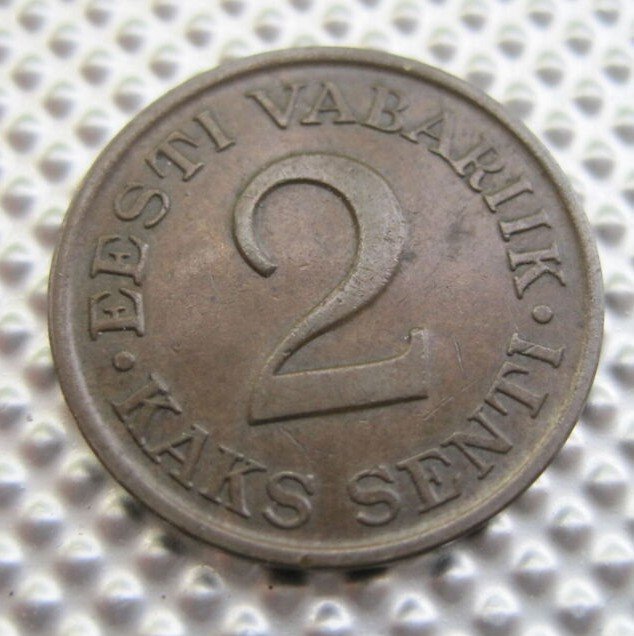 · EESTI VABARIIK ·
2
KAKS SENTI